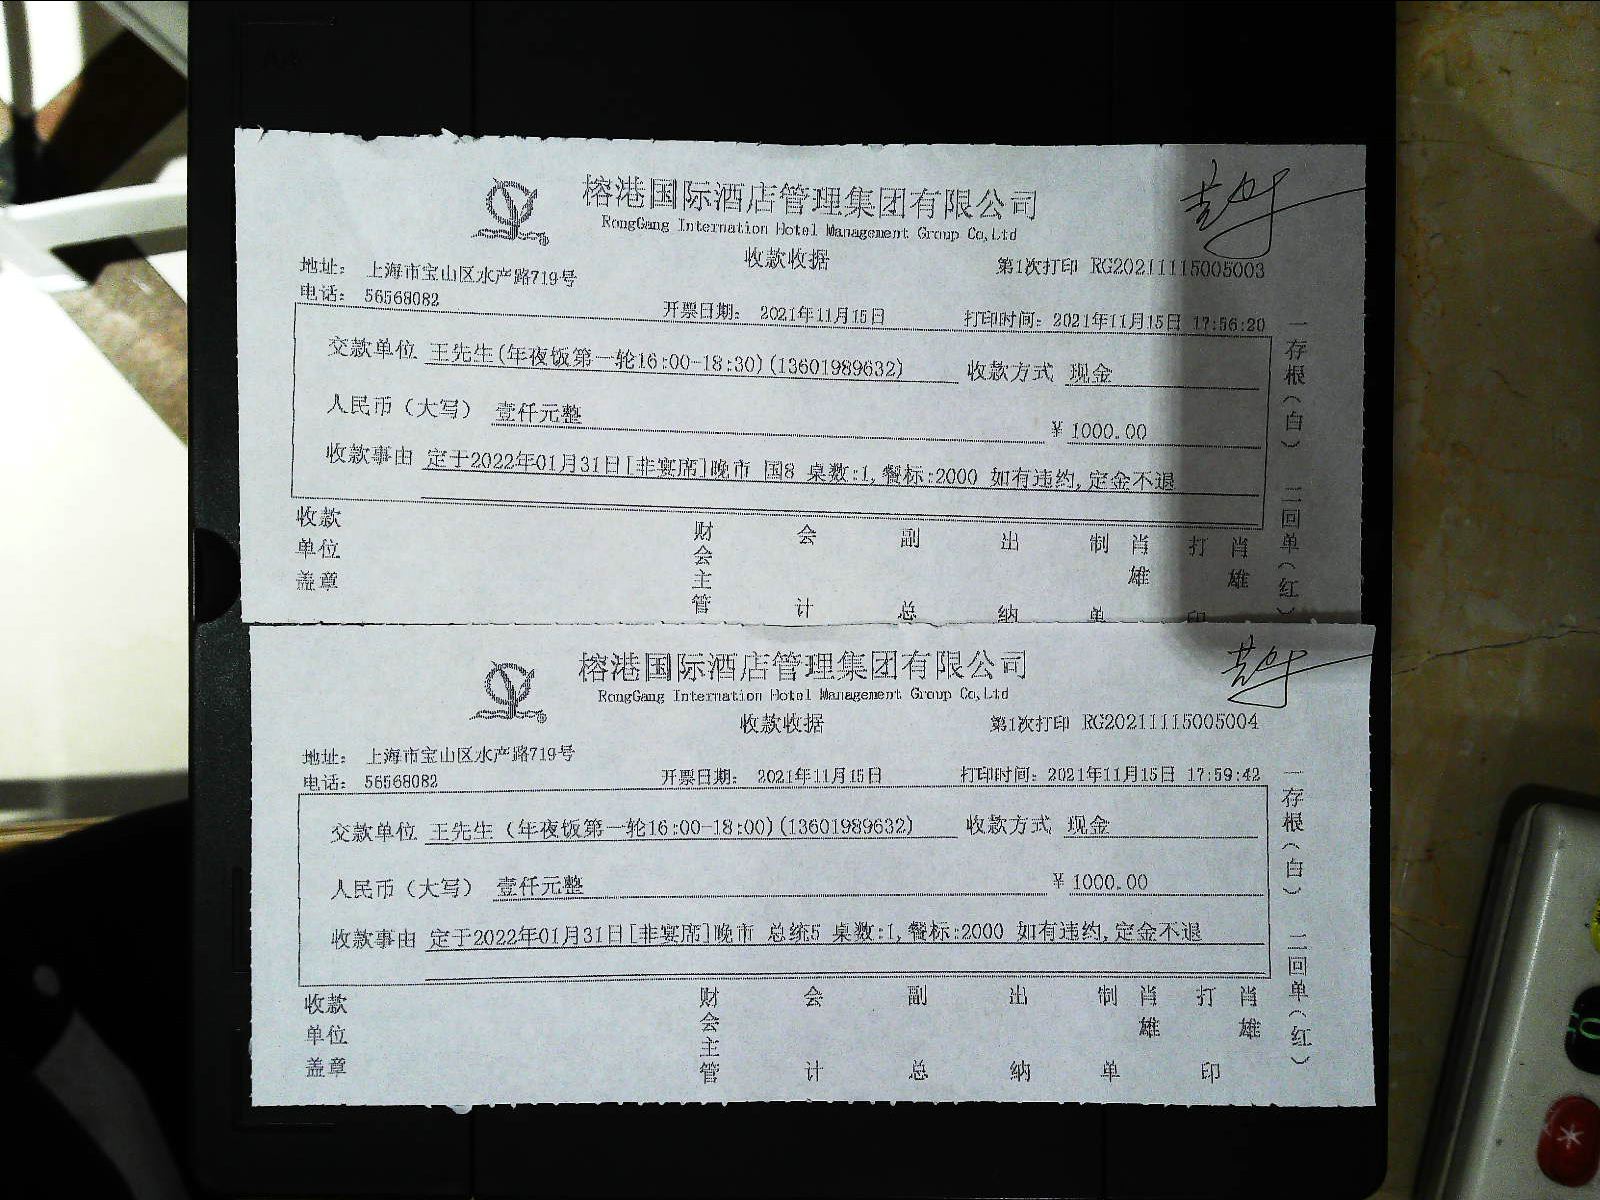 榕港国际酒店管理集团有限公司
RongGang Internation Hotel Management Group Co,Ltd
收款收据
第1次打印 RG20211115005003
地址： 上海市宝山区水产路719号
电话： 56568082
开票日期： 2021年11月15日
打印时间：2021年11月15日 17:56:20
交款单位 王先生(年夜饭第一轮16:00-18:30)(13601989632) 收款方式 现金
人民币（大写） 壹仟元整 ￥ 1000.00
收款事由 定于2022年01月31日[非宴席]晚市 国8 桌数:1,餐标:2000 如有违约,定金不退
收款单位盖章
财会主管
会计
副总
出纳
制单 肖雄
打印 肖雄
一存根(白) 二回单(红)
榕港国际酒店管理集团有限公司
RongGang Internation Hotel Management Group Co,Ltd
收款收据
第1次打印 RG20211115005004
地址： 上海市宝山区水产路719号
电话： 56568082
开票日期： 2021年11月15日
打印时间：2021年11月15日 17:59:42
交款单位 王先生（年夜饭第一轮16:00-18:00)(13601989632) 收款方式 现金
人民币（大写） 壹仟元整 ￥ 1000.00
收款事由 定于2022年01月31日[非宴席]晚市 总统5 桌数:1,餐标:2000 如有违约,定金不退
收款单位盖章
财会主管
会计
副总
出纳
制单 肖雄
打印 肖雄
一存根(白) 二回单(红)